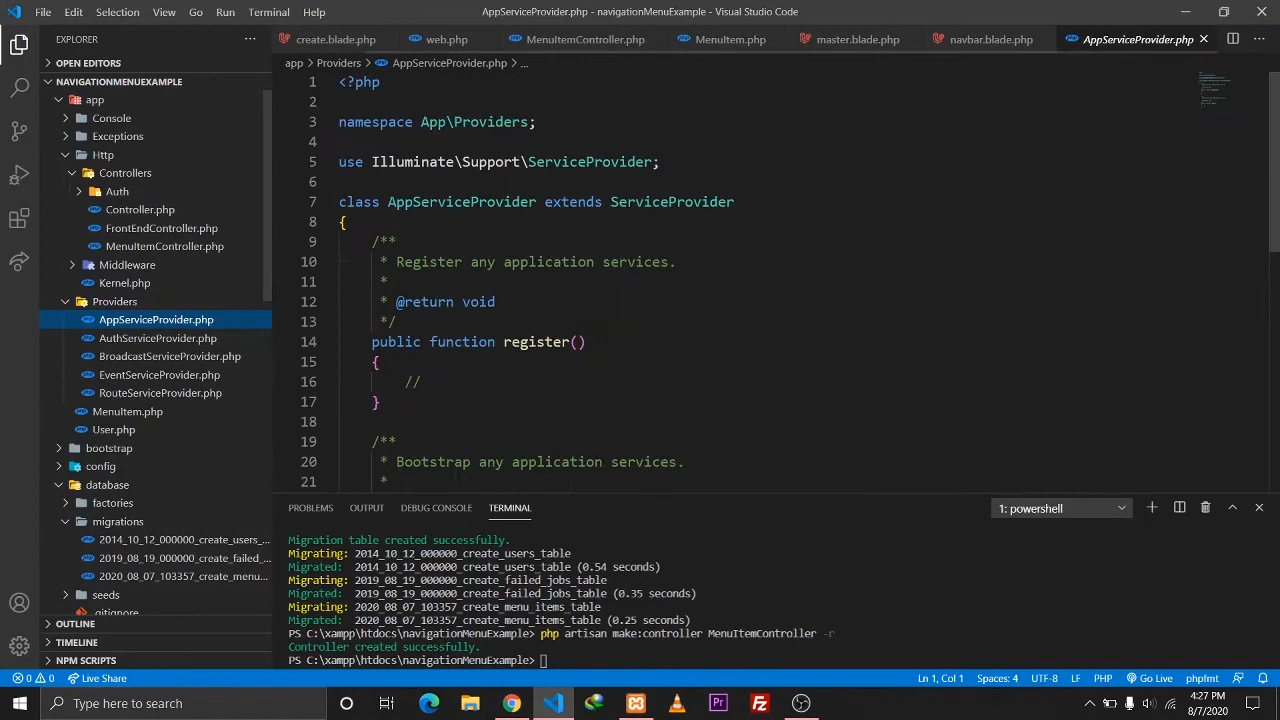 File Edit Selection View Go Run Terminal Help
AppServiceProvider.php - navigationMenuExample - Visual Studio Code
EXPLORER
OPEN EDITORS
NAVIGATIONMENUEXAMPLE
app
Console
Exceptions
Http
Controllers
Auth
Controller.php
FrontEndController.php
MenuItemController.php
Middleware
Kernel.php
Providers
AppServiceProvider.php
AuthServiceProvider.php
BroadcastServiceProvider.php
EventServiceProvider.php
RouteServiceProvider.php
MenuItem.php
User.php
bootstrap
config
database
factories
migrations
2014_10_12_000000_create_users_...
2019_08_19_000000_create_failed_...
2020_08_07_103357_create_menu...
seeds
.gitignore
OUTLINE
TIMELINE
NPM SCRIPTS
create.blade.php web.php MenuItemController.php MenuItem.php master.blade.php navbar.blade.php AppServiceProvider.php
app > Providers > AppServiceProvider.php > ...
1 <?php
2
3 namespace App\Providers;
4
5 use Illuminate\Support\ServiceProvider;
6
7 class AppServiceProvider extends ServiceProvider
8 {
9 /**
10 * Register any application services.
11 *
12 * @return void
13 */
14 public function register()
15 {
16 //
17 }
18
19 /**
20 * Bootstrap any application services.
21 *
PROBLEMS OUTPUT DEBUG CONSOLE TERMINAL
1: powershell
Migration table created successfully.
Migrating: 2014_10_12_000000_create_users_table
Migrated: 2014_10_12_000000_create_users_table (0.54 seconds)
Migrating: 2019_08_19_000000_create_failed_jobs_table
Migrated: 2019_08_19_000000_create_failed_jobs_table (0.35 seconds)
Migrating: 2020_08_07_103357_create_menu_items_table
Migrated: 2020_08_07_103357_create_menu_items_table (0.25 seconds)
PS C:\xampp\htdocs\navigationMenuExample> php artisan make:controller MenuItemController -r
Controller created successfully.
PS C:\xampp\htdocs\navigationMenuExample>
0 0 Live Share
Ln 1, Col 1 Spaces: 4 UTF-8 LF PHP Go Live phpfmt
Type here to search
Pr
4:27 PM
8/7/2020